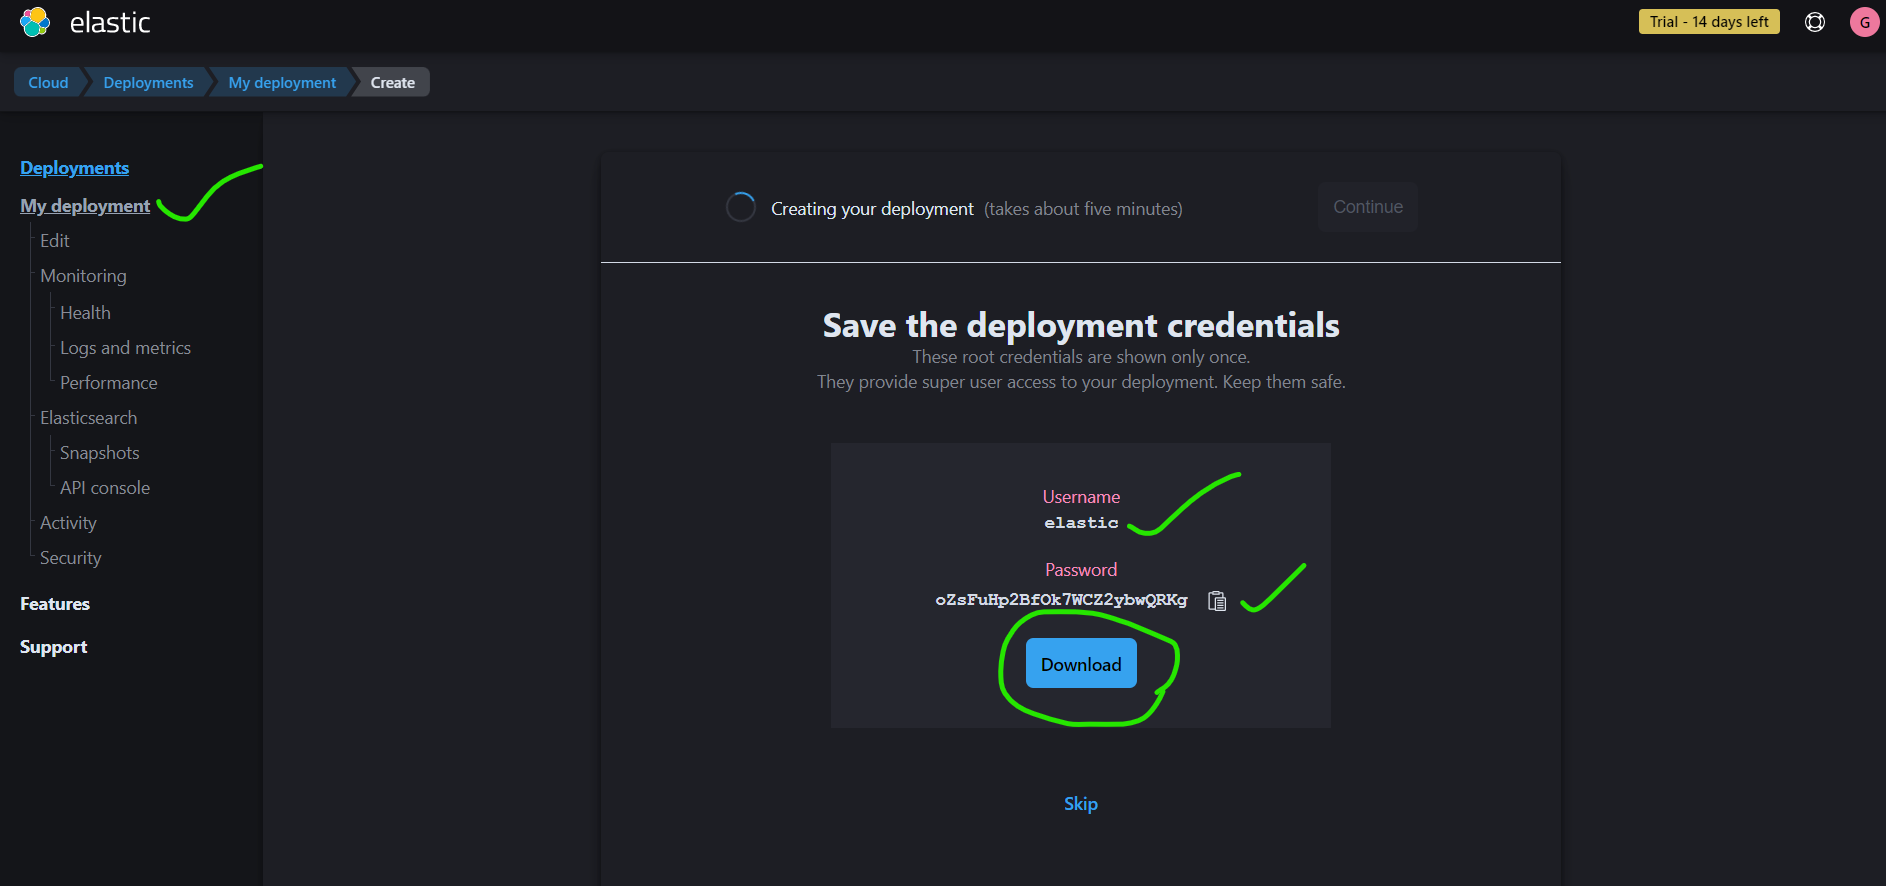 elastic
Trial - 14 days left
G
Cloud
Deployments
My deployment
Create
Deployments
My deployment
Edit
Monitoring
Health
Logs and metrics
Performance
Elasticsearch
Snapshots
API console
Activity
Security
Features
Support
Creating your deployment (takes about five minutes)
Continue
Save the deployment credentials
These root credentials are shown only once.
They provide super user access to your deployment. Keep them safe.
Username
elastic
Password
oZsFuHp2BfOk7WCZ2ybwQRKg
Download
Skip